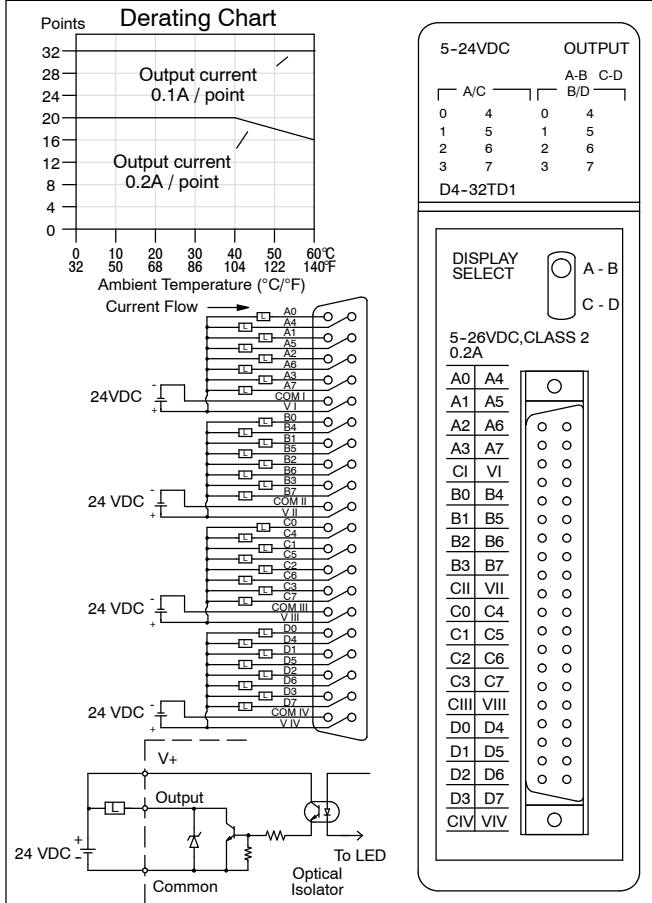 Derating Chart
Points
32
28
24
20
16
12
8
4
0
Output current
0.1A / point
Output current
0.2A / point
0 10 20 30 40 50 60°C
32 50 68 86 104 122 140°F
Ambient Temperature (°C/°F)
Current Flow
L A0
L A4
L A1
L A5
L A2
L A6
L A3
L A7
24VDC - COM I
+ V I
L B0
L B4
L B1
L B5
L B2
L B6
L B3
L B7
24 VDC - COM II
+ V II
L C0
L C4
L C1
L C5
L C2
L C6
L C3
L C7
24 VDC - COM III
+ V III
L D0
L D4
L D1
L D5
L D2
L D6
L D3
L D7
24 VDC - COM IV
+ V IV
V+
L Output
24 VDC + -
To LED
Optical
Isolator
Common
5-24VDC OUTPUT
A-B C-D
A/C B/D
0 4 0 4
1 5 1 5
2 6 2 6
3 7 3 7
D4-32TD1
DISPLAY
SELECT
A - B
C - D
5-26VDC,CLASS 2
0.2A
A0 A4
A1 A5
A2 A6
A3 A7
CI VI
B0 B4
B1 B5
B2 B6
B3 B7
CII VII
C0 C4
C1 C5
C2 C6
C3 C7
CIII VIII
D0 D4
D1 D5
D2 D6
D3 D7
CIV VIV